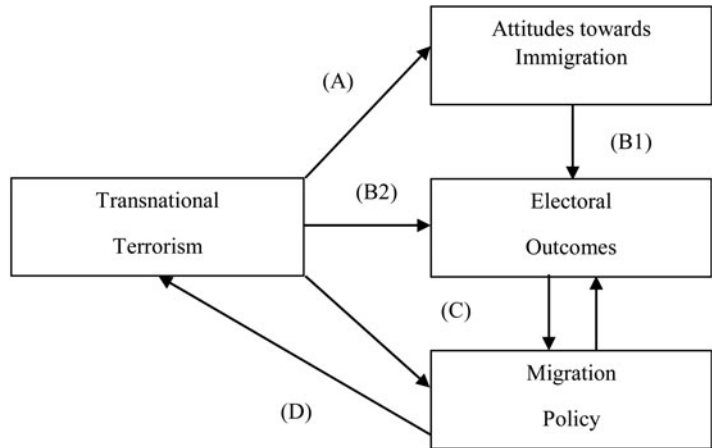 Attitudes towards
Immigration
(A)
(B1)
Transnational
Terrorism
(B2)
Electoral
Outcomes
(C)
Migration
Policy
(D)